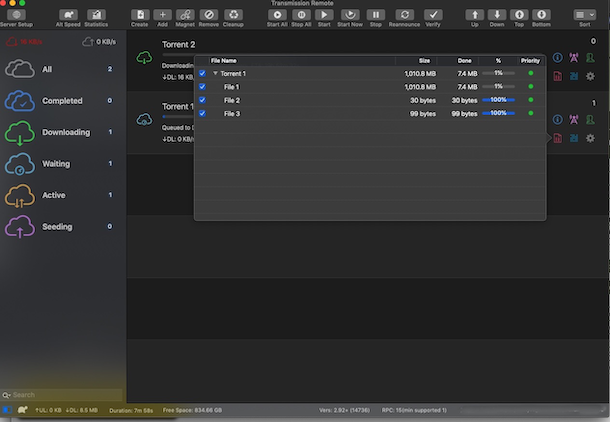 Transmission Remote
Server Setup Alt Speed Statistics Create Add Magnet Remove Cleanup Start All Stop All Start Start Now Stop Reannounce Verify Up Down Top Bottom Sort
0 KB/s
All 2
Completed 0
Downloading 1
Waiting 1
Active 1
Seeding 0
Search
Torrent 2 0
Downloading
↓DL: 16 KB,
Torrent 1 1
Queued to D
↓DL: 0 KB/s
File Name Size Done % Priority
Torrent 1 1,010.8 MB 7.4 MB 1%
File 1 1,010.8 MB 7.4 MB 1%
File 2 30 bytes 30 bytes 100%
File 3 99 bytes 99 bytes 100%
↑UL: 0 KB ↓DL: 8.5 MB Duration: 7m 58s Free Space: 834.66 GB Vers: 2.92+ (14736) RPC: 15(min supported 1)